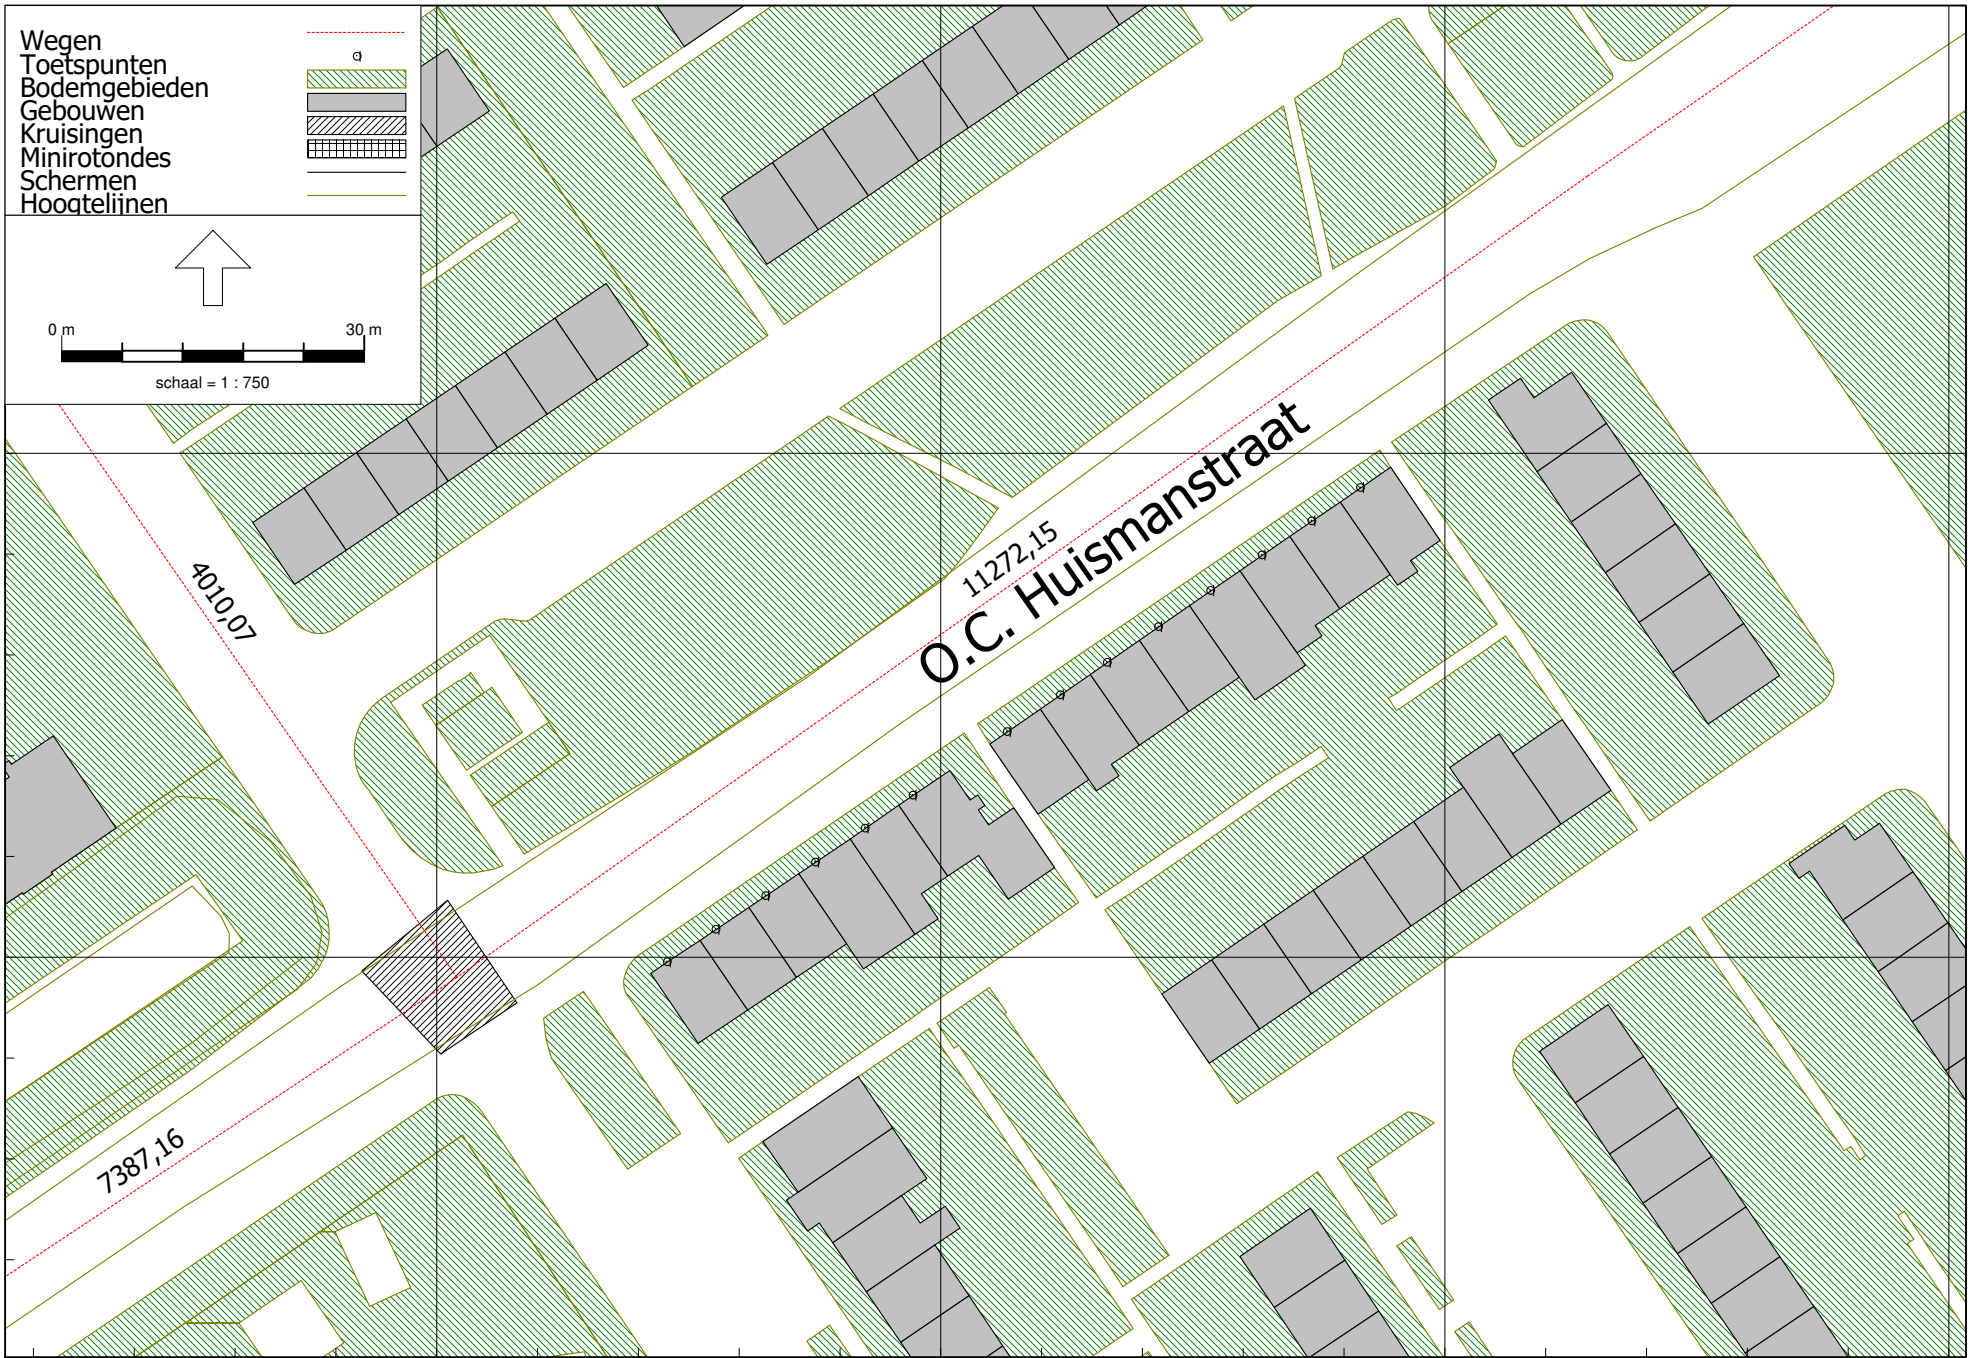 Wegen
Toetspunten
Bodemgebieden
Gebouwen
Kruisingen
Minirotondes
Schermen
Hoogtelijnen
0 m 30 m
schaal = 1 : 750
4010,07
11272,15
O.C. Huismanstraat
7387,16